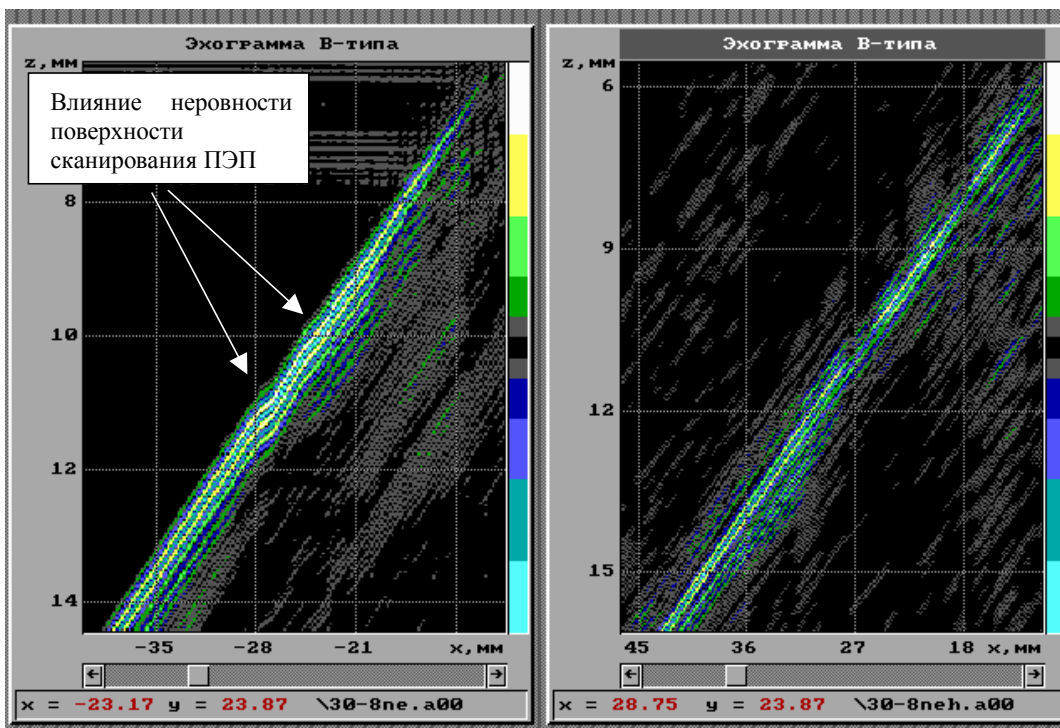 Эхограмма В-типа
z,мм
Влияние неровности
поверхности
сканирования ПЭП
8
10
12
14
-35 -28 -21 x,мм
x = -23.17 y = 23.87 \30-8ne.a00
Эхограмма В-типа
z,мм
6
9
12
15
45 36 27 18 x,мм
x = 28.75 y = 23.87 \30-8neh.a00